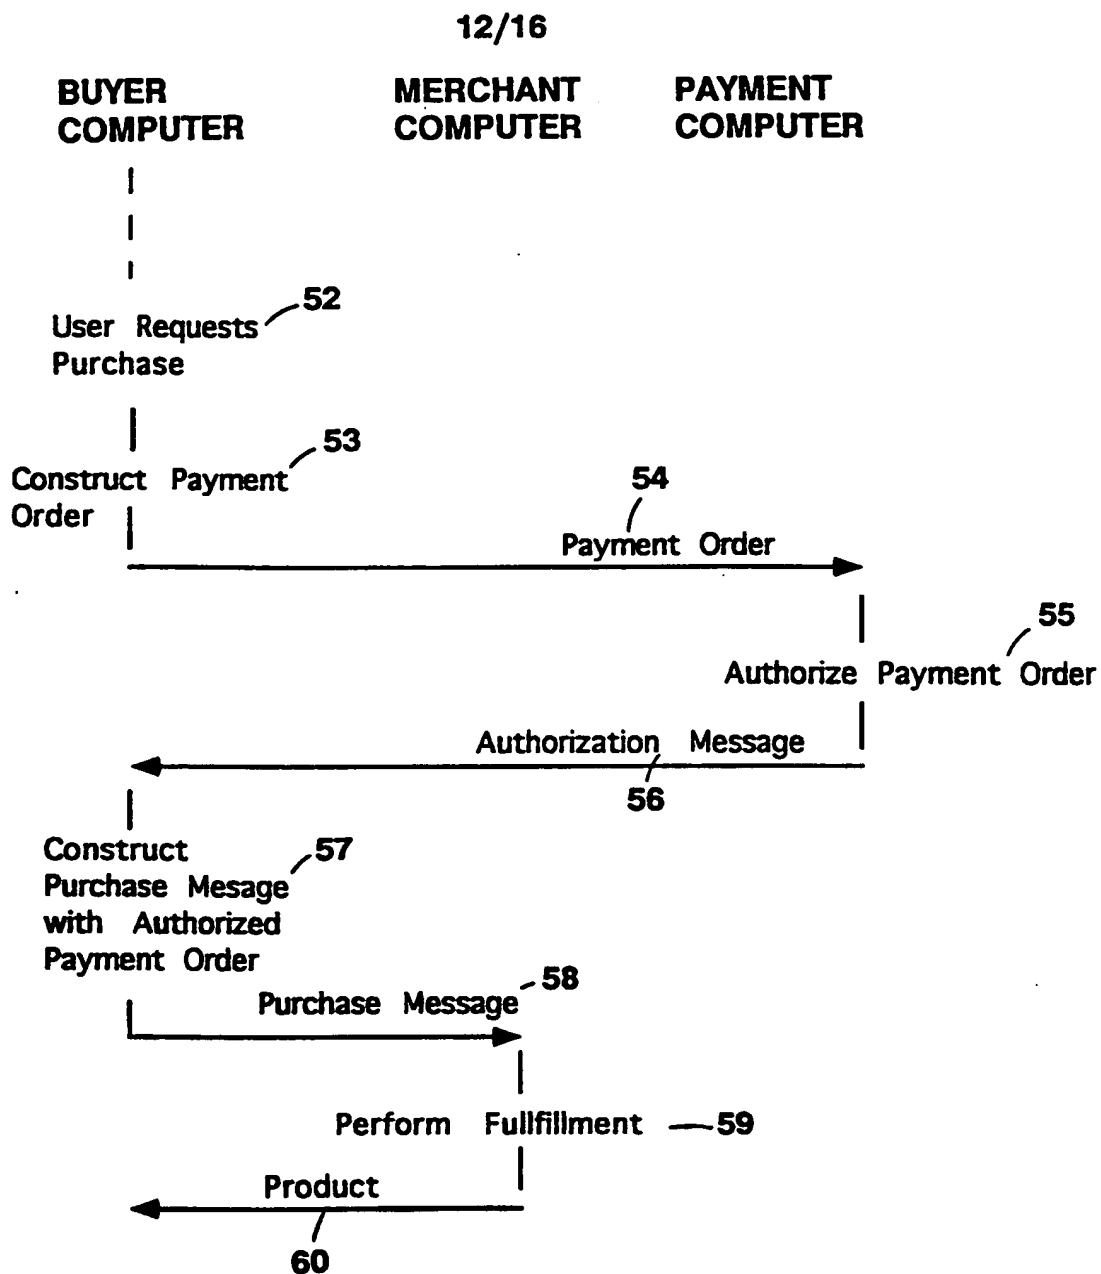 12/16
BUYER
COMPUTER
MERCHANT
COMPUTER
PAYMENT
COMPUTER
52
User Requests
Purchase
53
Construct Payment
Order
54
Payment Order
55
Authorize Payment Order
Authorization Message
56
Construct
Purchase Mesage
with Authorized
Payment Order
57
58
Purchase Message
Perform Fullfillment
59
Product
60